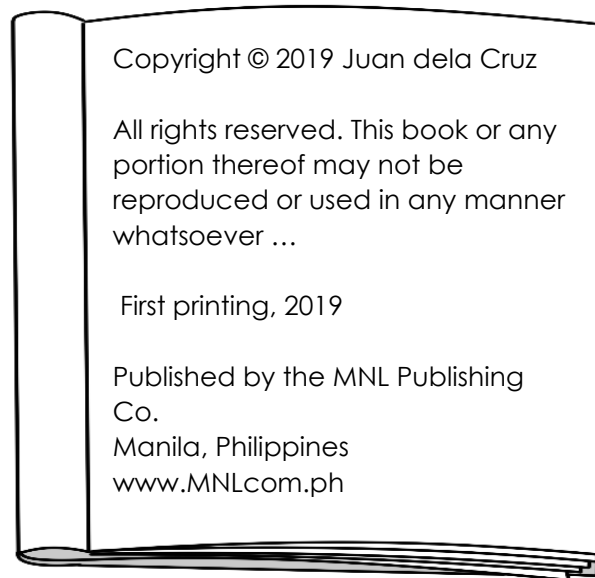 Copyright © 2019 Juan dela Cruz
All rights reserved. This book or any
portion thereof may not be
reproduced or used in any manner
whatsoever …
First printing, 2019
Published by the MNL Publishing
Co.
Manila, Philippines
www.MNLcom.ph